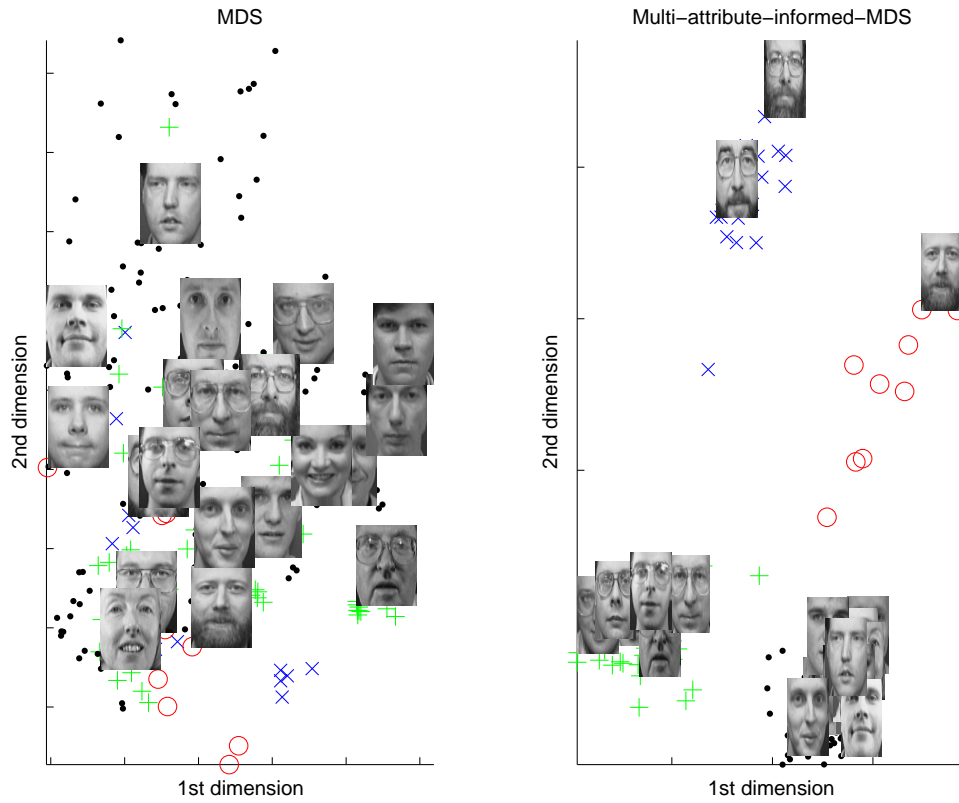 MDS
2nd dimension
1st dimension
Multi−attribute−informed−MDS
2nd dimension
1st dimension